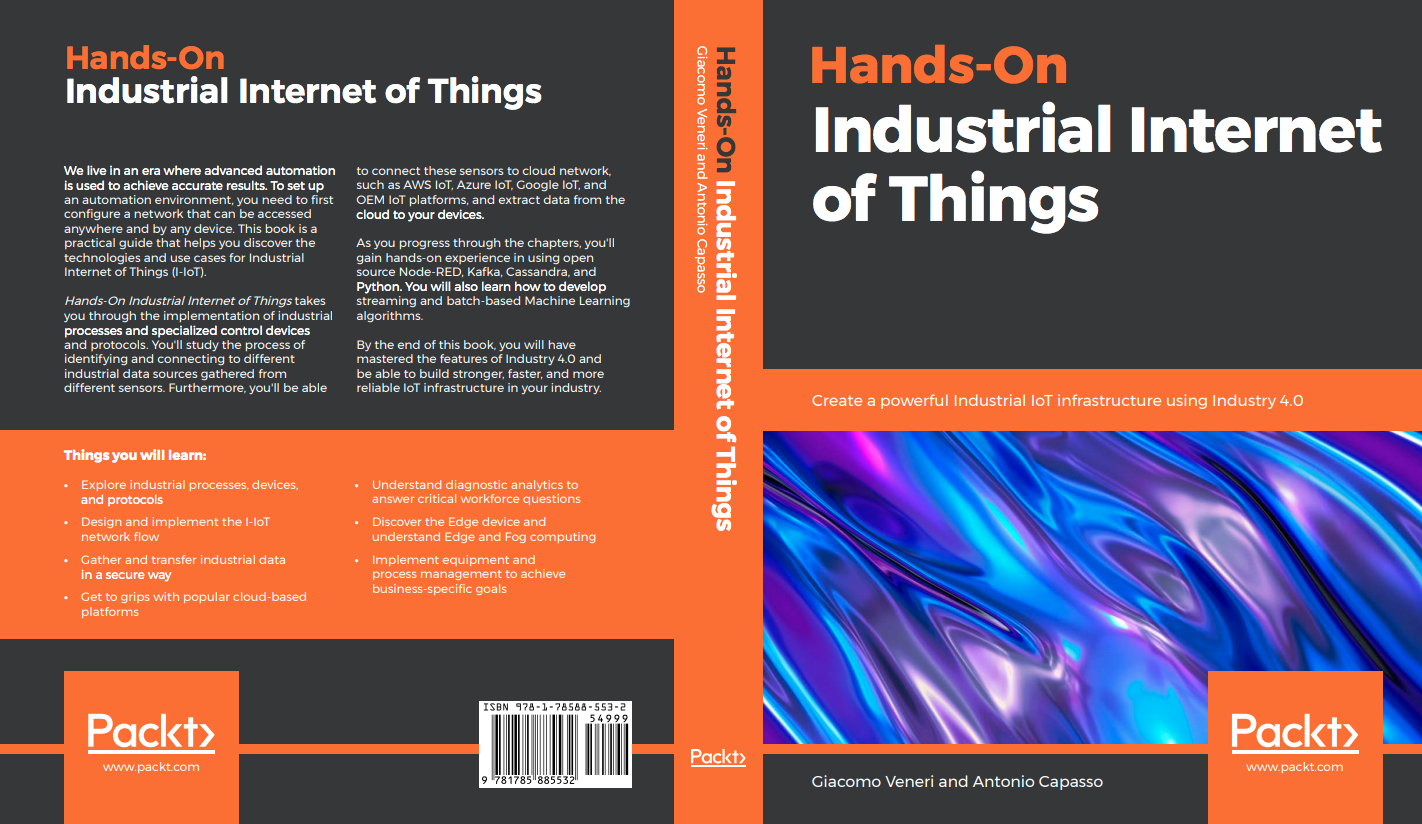 Hands-On
Industrial Internet of Things
We live in an era where advanced automation
is used to achieve accurate results. To set up
an automation environment, you need to first
configure a network that can be accessed
anywhere and by any device. This book is a
practical guide that helps you discover the
technologies and use cases for Industrial
Internet of Things (I-IoT).
Hands-On Industrial Internet of Things takes
you through the implementation of industrial
processes and specialized control devices
and protocols. You'll study the process of
identifying and connecting to different
industrial data sources gathered from
different sensors. Furthermore, you'll be able
to connect these sensors to cloud network,
such as AWS IoT, Azure IoT, Google IoT, and
OEM IoT platforms, and extract data from the
cloud to your devices.
As you progress through the chapters, you'll
gain hands-on experience in using open
source Node-RED, Kafka, Cassandra, and
Python. You will also learn how to develop
streaming and batch-based Machine Learning
algorithms.
By the end of this book, you will have
mastered the features of Industry 4.0 and
be able to build stronger, faster, and more
reliable IoT infrastructure in your industry.
Things you will learn:
• Explore industrial processes, devices,
and protocols
• Design and implement the I-IoT
network flow
• Gather and transfer industrial data
in a secure way
• Get to grips with popular cloud-based
platforms
• Understand diagnostic analytics to
answer critical workforce questions
• Discover the Edge device and
understand Edge and Fog computing
• Implement equipment and
process management to achieve
business-specific goals
Packt>
www.packt.com
ISBN 978-1-78588-553-2
54999
9 781785 885532
Hands-On Industrial Internet of Things
Giacomo Veneri and Antonio Capasso
Packt>
Hands-On
Industrial Internet
of Things
Create a powerful Industrial IoT infrastructure using Industry 4.0
Packt>
www.packt.com
Giacomo Veneri and Antonio Capasso